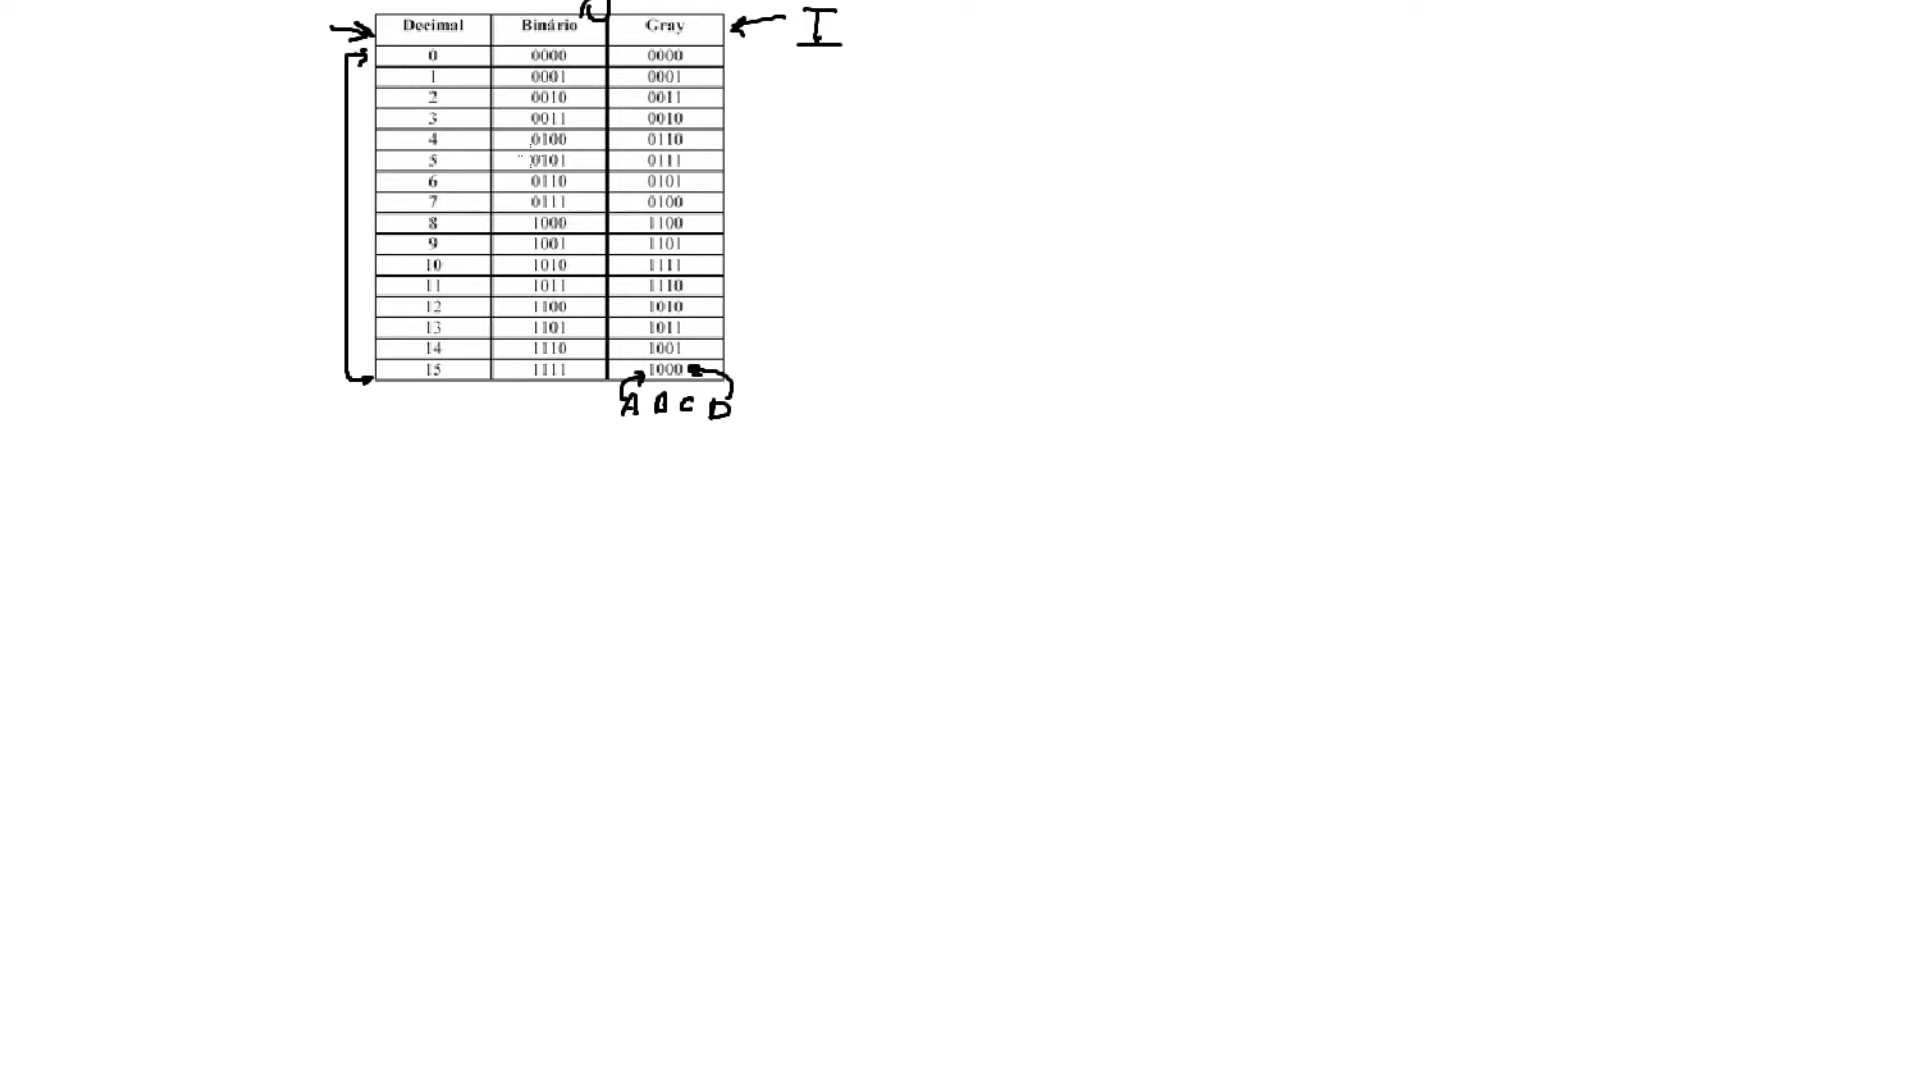 Decimal Binário Gray I
0 0000 0000
1 0001 0001
2 0010 0011
3 0011 0010
4 0100 0110
5 0101 0111
6 0110 0101
7 0111 0100
8 1000 1100
9 1001 1101
10 1010 1111
11 1011 1110
12 1100 1010
13 1101 1011
14 1110 1001
15 1111 1000
A B C D